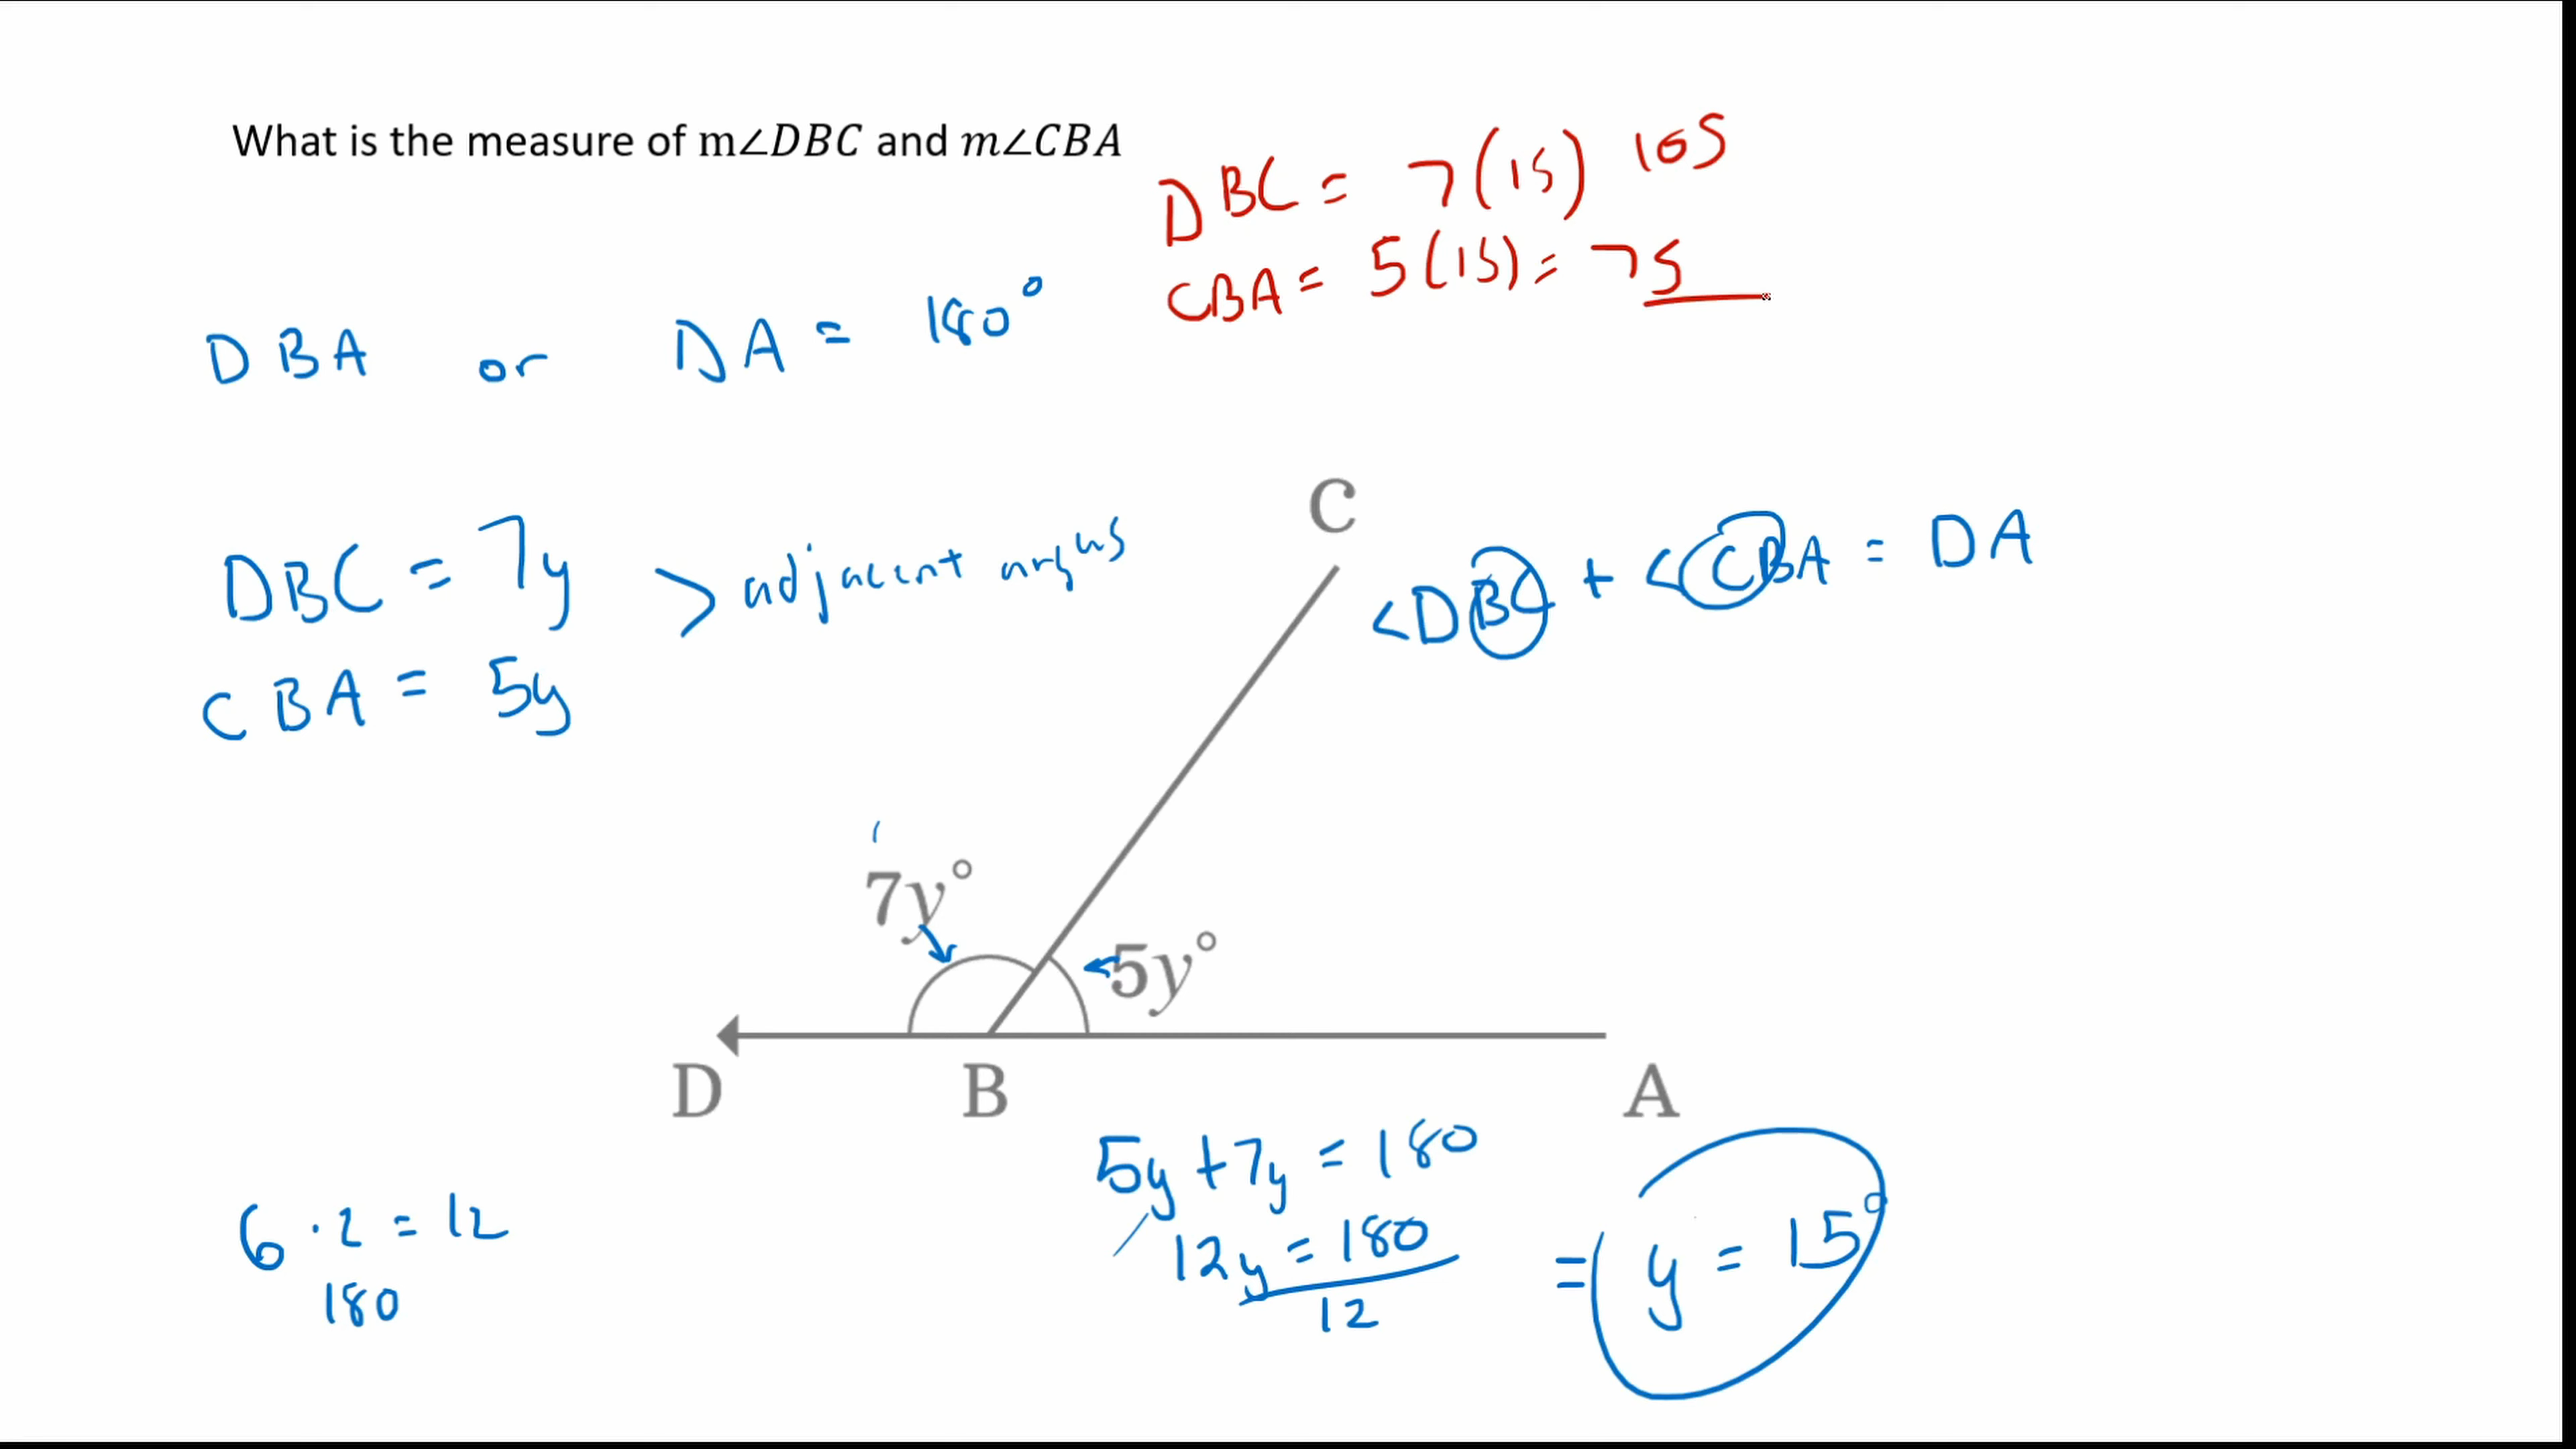 What is the measure of m∠DBC and m∠CBA
DBC = 7(15) 105
CBA = 5(15) = 75
DBA or DA = 180°
DBC = 7y > adjacent
CBA = 5y
C
<DBC + <CBA = DA
7y°
5y°
D B A
5y + 7y = 180
12y = 180
12
= y = 15°
6 · 2 = 12
180